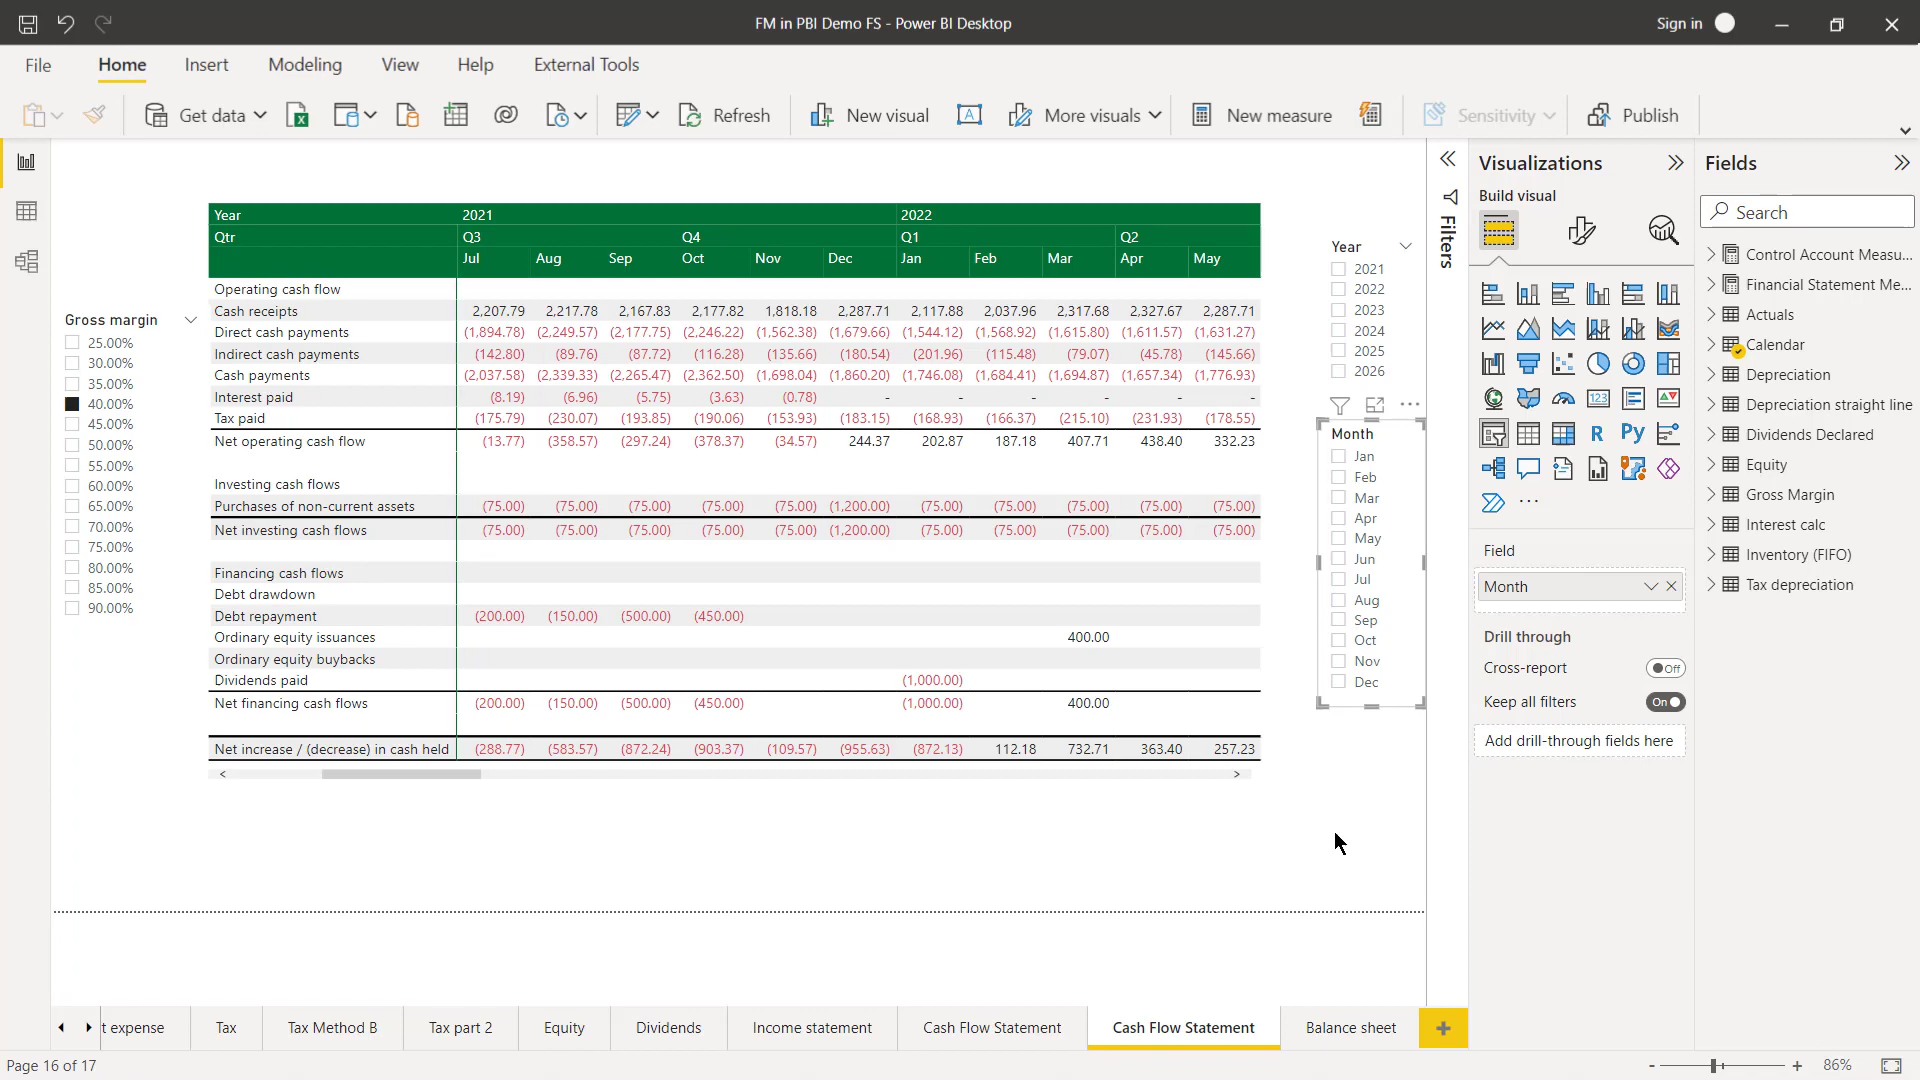 FM in PBI Demo FS - Power BI Desktop
Sign in
File Home Insert Modeling View Help External Tools
Get data Refresh New visual More visuals New measure Sensitivity Publish
Gross margin
25.00%
30.00%
35.00%
40.00%
45.00%
50.00%
55.00%
60.00%
65.00%
70.00%
75.00%
80.00%
85.00%
90.00%
Year 2021 2022
Qtr Q3 Q4 Q1 Q2
Jul Aug Sep Oct Nov Dec Jan Feb Mar Apr May
Operating cash flow
Cash receipts 2,207.79 2,217.78 2,167.83 2,177.82 1,818.18 2,287.71 2,117.88 2,037.96 2,317.68 2,327.67 2,287.71
Direct cash payments (1,894.78) (2,249.57) (2,177.75) (2,246.22) (1,562.38) (1,679.66) (1,544.12) (1,568.92) (1,615.80) (1,611.57) (1,631.27)
Indirect cash payments (142.80) (89.76) (87.72) (116.28) (135.66) (180.54) (201.96) (115.48) (79.07) (45.78) (145.66)
Cash payments (2,037.58) (2,339.33) (2,265.47) (2,362.50) (1,698.04) (1,860.20) (1,746.08) (1,684.41) (1,694.87) (1,657.34) (1,776.93)
Interest paid (8.19) (6.96) (5.75) (3.63) (0.78) - - - - - -
Tax paid (175.79) (230.07) (193.85) (190.06) (153.93) (183.15) (168.93) (166.37) (215.10) (231.93) (178.55)
Net operating cash flow (13.77) (358.57) (297.24) (378.37) (34.57) 244.37 202.87 187.18 407.71 438.40 332.23
Investing cash flows
Purchases of non-current assets (75.00) (75.00) (75.00) (75.00) (75.00) (1,200.00) (75.00) (75.00) (75.00) (75.00) (75.00)
Net investing cash flows (75.00) (75.00) (75.00) (75.00) (75.00) (1,200.00) (75.00) (75.00) (75.00) (75.00) (75.00)
Financing cash flows
Debt drawdown
Debt repayment (200.00) (150.00) (500.00) (450.00)
Ordinary equity issuances 400.00
Ordinary equity buybacks
Dividends paid (1,000.00)
Net financing cash flows (200.00) (150.00) (500.00) (450.00) (1,000.00) 400.00
Net increase / (decrease) in cash held (288.77) (583.57) (872.24) (903.37) (109.57) (955.63) (872.13) 112.18 732.71 363.40 257.23
Year
2021
2022
2023
2024
2025
2026
Month
Jan
Feb
Mar
Apr
May
Jun
Jul
Aug
Sep
Oct
Nov
Dec
Filters
Visualizations
Build visual
123
R Py
Field
Month
Drill through
Cross-report Off
Keep all filters On
Add drill-through fields here
Fields
Search
Control Account Measu...
Financial Statement Me...
Actuals
Calendar
Depreciation
Depreciation straight line
Dividends Declared
Equity
Gross Margin
Interest calc
Inventory (FIFO)
Tax depreciation
t expense Tax Tax Method B Tax part 2 Equity Dividends Income statement Cash Flow Statement Cash Flow Statement Balance sheet
Page 16 of 17
- + 86%